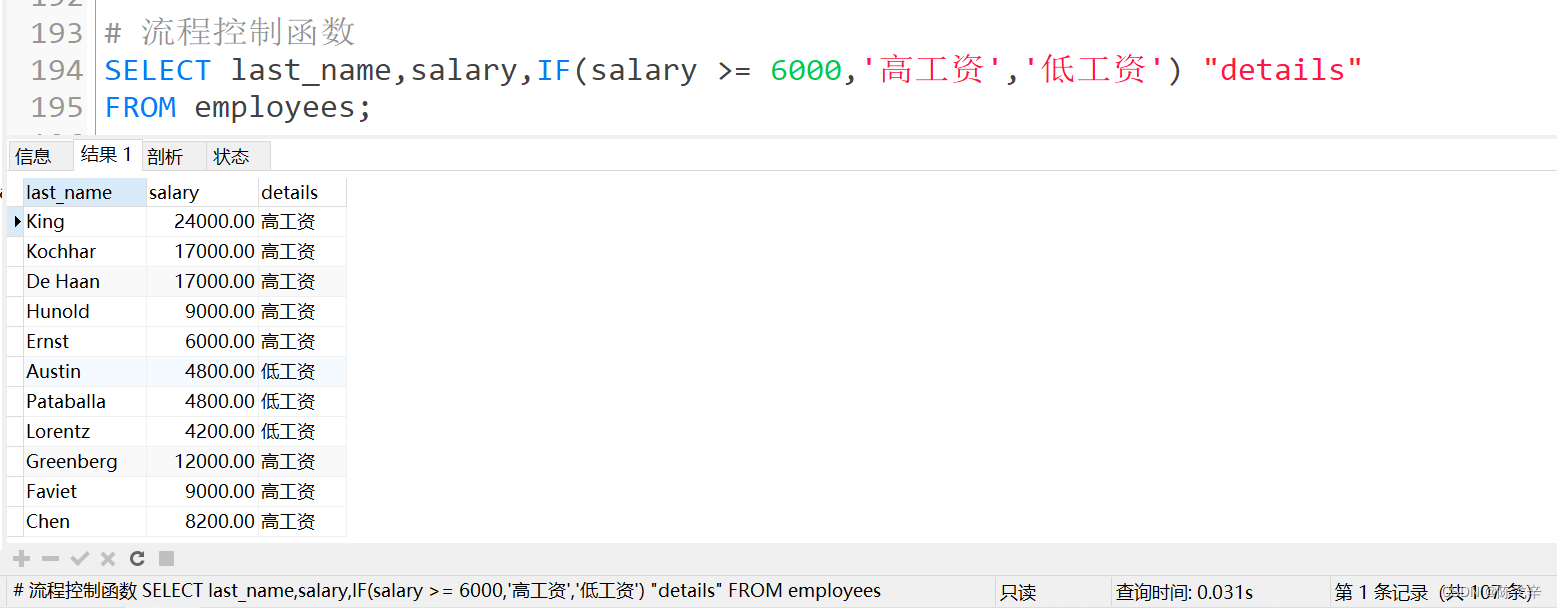 193 # 流程控制函数
194 SELECT last_name,salary,IF(salary >= 6000,'高工资','低工资') "details"
195 FROM employees;
信息 结果 1 剖析 状态
last_name salary details
King 24000.00 高工资
Kochhar 17000.00 高工资
De Haan 17000.00 高工资
Hunold 9000.00 高工资
Ernst 6000.00 高工资
Austin 4800.00 低工资
Pataballa 4800.00 低工资
Lorentz 4200.00 低工资
Greenberg 12000.00 高工资
Faviet 9000.00 高工资
Chen 8200.00 高工资
# 流程控制函数 SELECT last_name,salary,IF(salary >= 6000,'高工资','低工资') "details" FROM employees 只读 查询时间: 0.031s 第 1 条记录 (共 107 条)